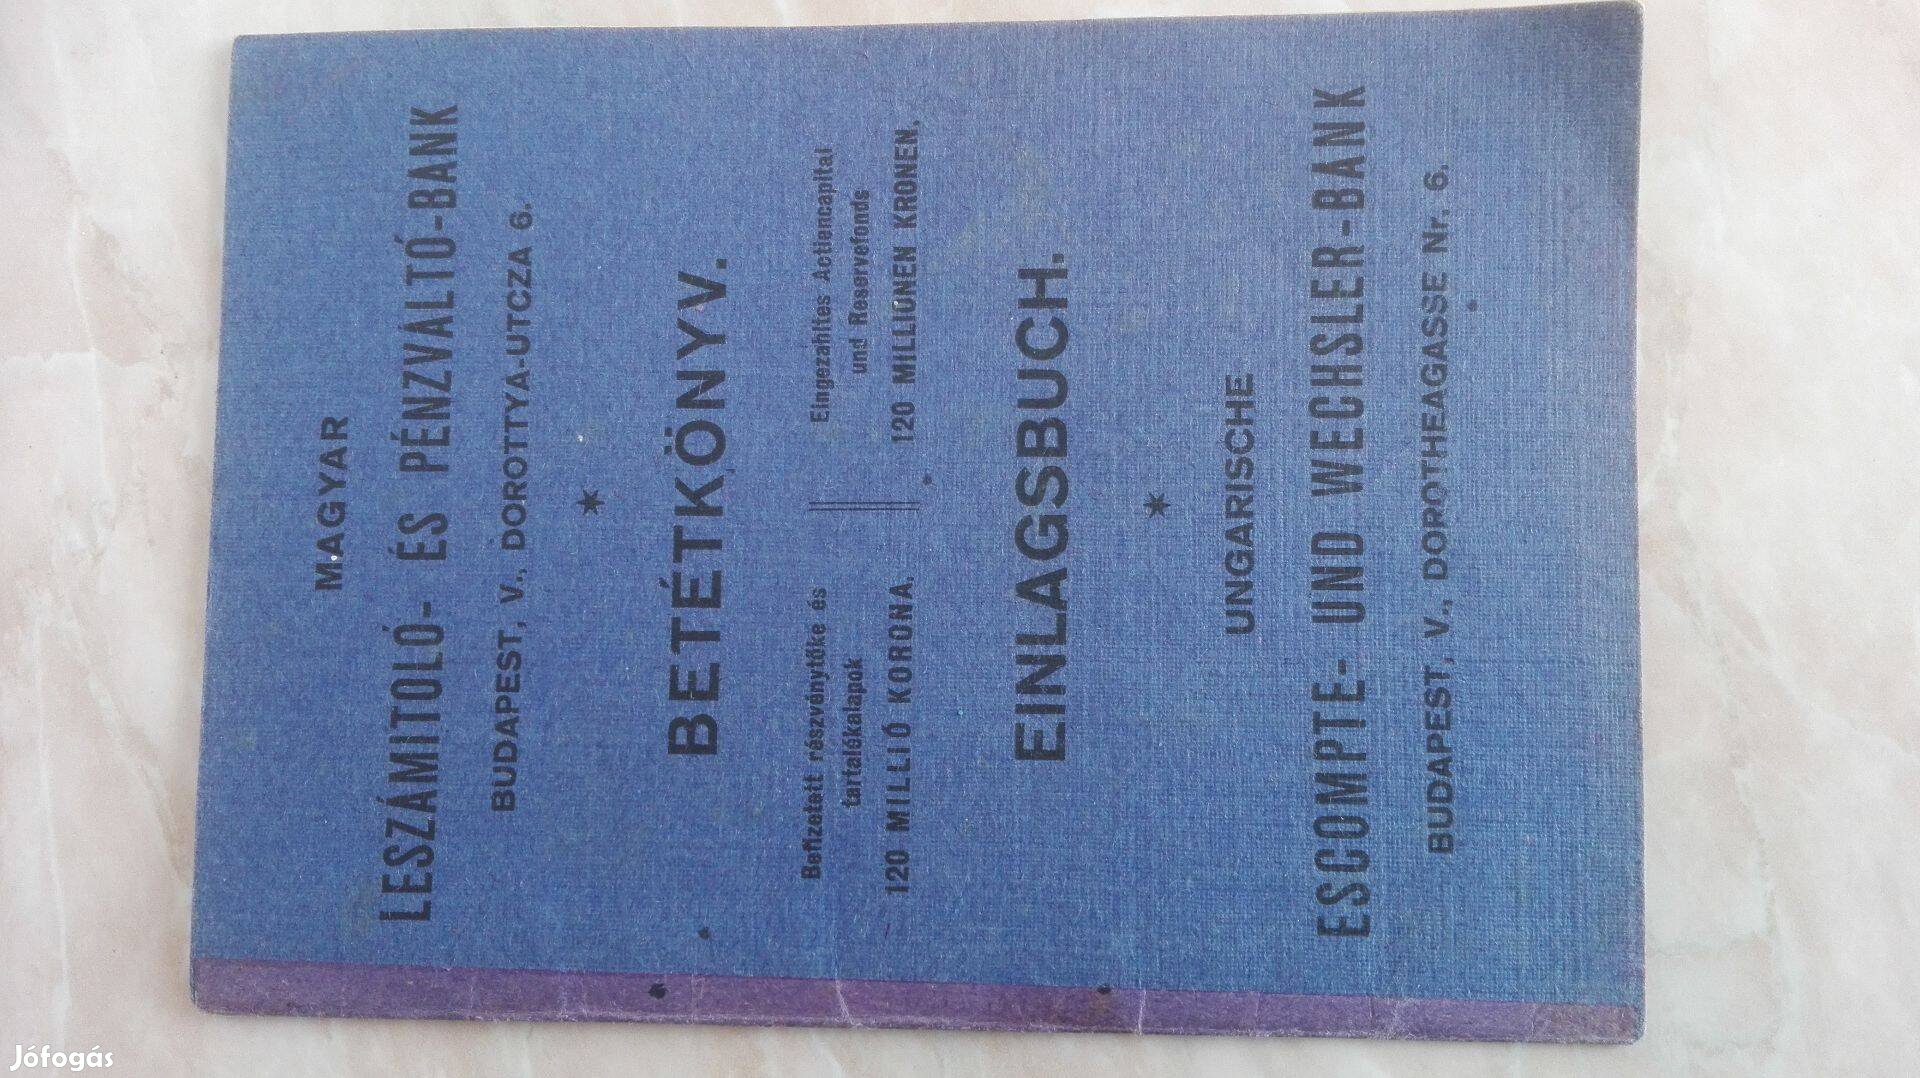 MAGYAR
LESZÁMITOLÓ- ÉS PÉNZVÁLTÓ-BANK
BUDAPEST, V., DOROTTYA-UTCZA 6.
BETÉTKÖNYV.
Befizetett részvénytőke és
tartalékalapok
120 MILLIÓ KORONA.
Eingezahltes Actiencapital
und Reservefonds
120 MILLIONEN KRONEN.
EINLAGSBUCH.
UNGARISCHE
ESCOMPTE- UND WECHSLER-BANK
BUDAPEST, V., DOROTHEAGASSE Nr. 6.
Jófogás